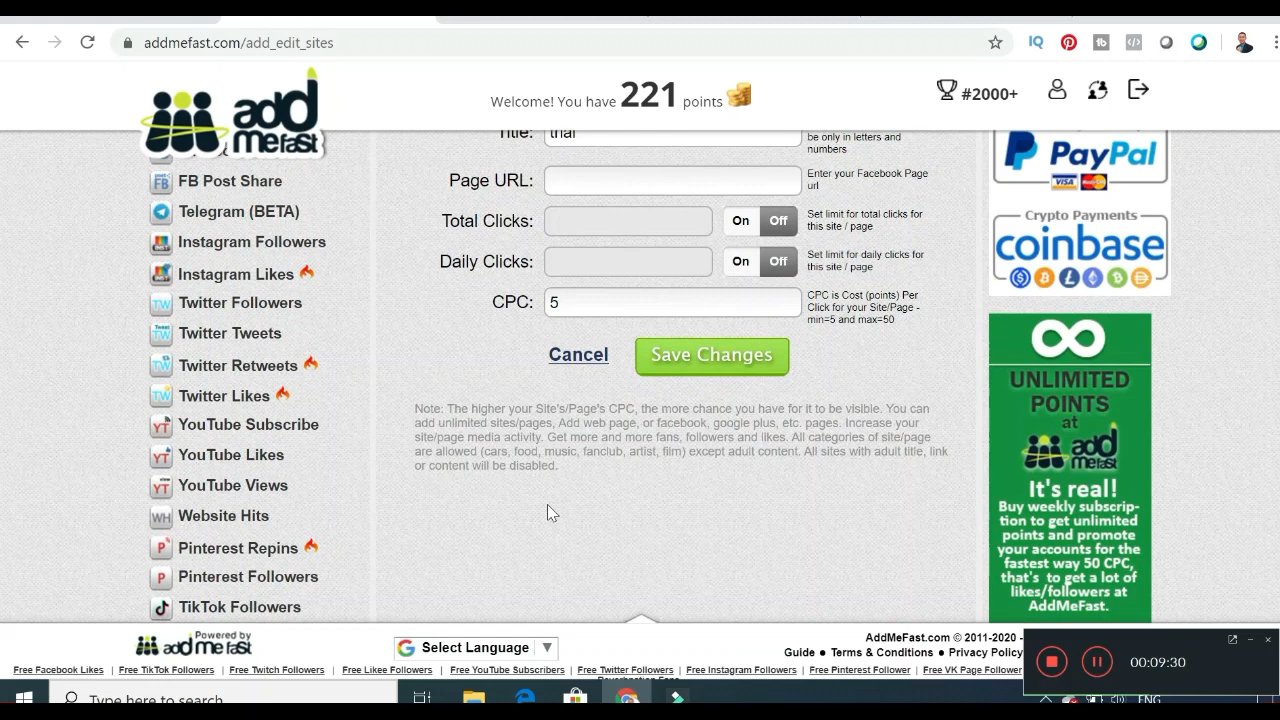 addmefast.com/add_edit_sites
IQ
add
me fast
Welcome! You have 221 points
#2000+
FB Post Share
Telegram (BETA)
Instagram Followers
Instagram Likes
Twitter Followers
Twitter Tweets
Twitter Retweets
Twitter Likes
YouTube Subscribe
YouTube Likes
YouTube Views
Website Hits
Pinterest Repins
Pinterest Followers
TikTok Followers
Title: trial
be only in letters and
numbers
Page URL:
Enter your Facebook Page
url
Total Clicks:
On Off
Set limit for total clicks for
this site / page
Daily Clicks:
On Off
Set limit for daily clicks for
this site / page
CPC: 5
CPC is Cost (points) Per
Click for your Site/Page -
min=5 and max=50
Cancel
Save Changes
Note: The higher your Site's/Page's CPC, the more chance you have for it to be visible. You can
add unlimited sites/pages, Add web page, or facebook, google plus, etc. pages. Increase your
site/page media activity. Get more and more fans, followers and likes. All categories of site/page
are allowed (cars, food, music, fanclub, artist, film) except adult content. All sites with adult title, link
or content will be disabled.
PayPal
VISA
Crypto Payments
coinbase
UNLIMITED
POINTS
at
add
me fast
It's real!
Buy weekly subscrip-
tion to get unlimited
points and promote
your accounts for the
fastest way 50 CPC,
that's to get a lot of
likes/followers at
AddMeFast.
Powered by
add me fast
Select Language
AddMeFast.com © 2011-2020 -
Guide ● Terms & Conditions ● Privacy Policy
Free Facebook Likes | Free TikTok Followers | Free Twitch Followers | Free Likee Followers | Free YouTube Subscribers | Free Twitter Followers | Free Instagram Followers | Free Pinterest Follower | Free VK Page Follower
00:09:30
Type here to search
ENG